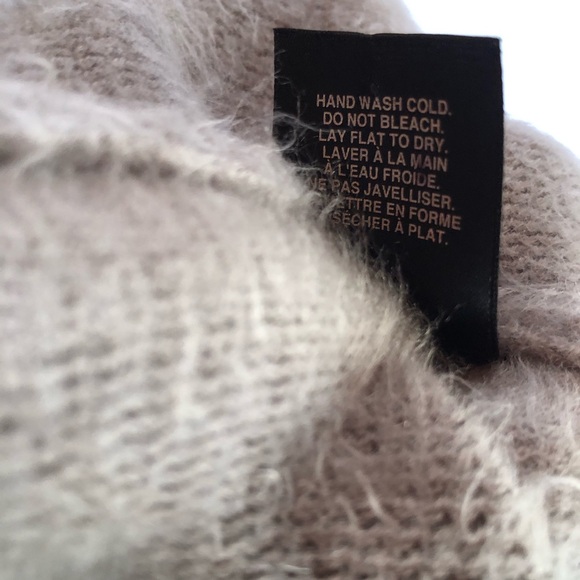 HAND WASH COLD.
DO NOT BLEACH.
LAY FLAT TO DRY.
LAVER À LA MAIN
À L'EAU FROIDE.
PAS JAVELLISER.
EN FORME
SÉCHER À PLAT.